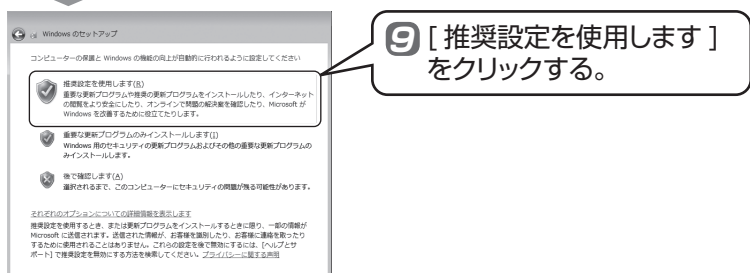 Windows のセットアップ
コンピューターの保護と Windows の機能の向上が自動的に行われるように設定してください
推奨設定を使用します(R)
重要な更新プログラムや推奨の更新プログラムをインストールしたり、インターネット
の閲覧をより安全にしたり、オンラインで問題の解決策を確認したり、Microsoft が
Windows を改善するために役立てたりします。
重要な更新プログラムのみインストールします(I)
Windows 用のセキュリティの更新プログラムおよびその他の重要な更新プログラムの
みインストールします。
後で確認します(A)
選択されるまで、このコンピューターにセキュリティの問題が残る可能性があります。
それぞれのオプションについての詳細情報を表示します
推奨設定を使用するとき、または更新プログラムをインストールするときに限り、一部の情報が
Microsoft に送信されます。送信された情報が、お客様を識別したり、お客様に連絡を取ったり
するために使用されることはありません。これらの設定を後で無効にするには、[ヘルプとサ
ポート] で推奨設定を無効にする方法を検索してください。プライバシーに関する声明
9 [ 推奨設定を使用します ]
をクリックする。